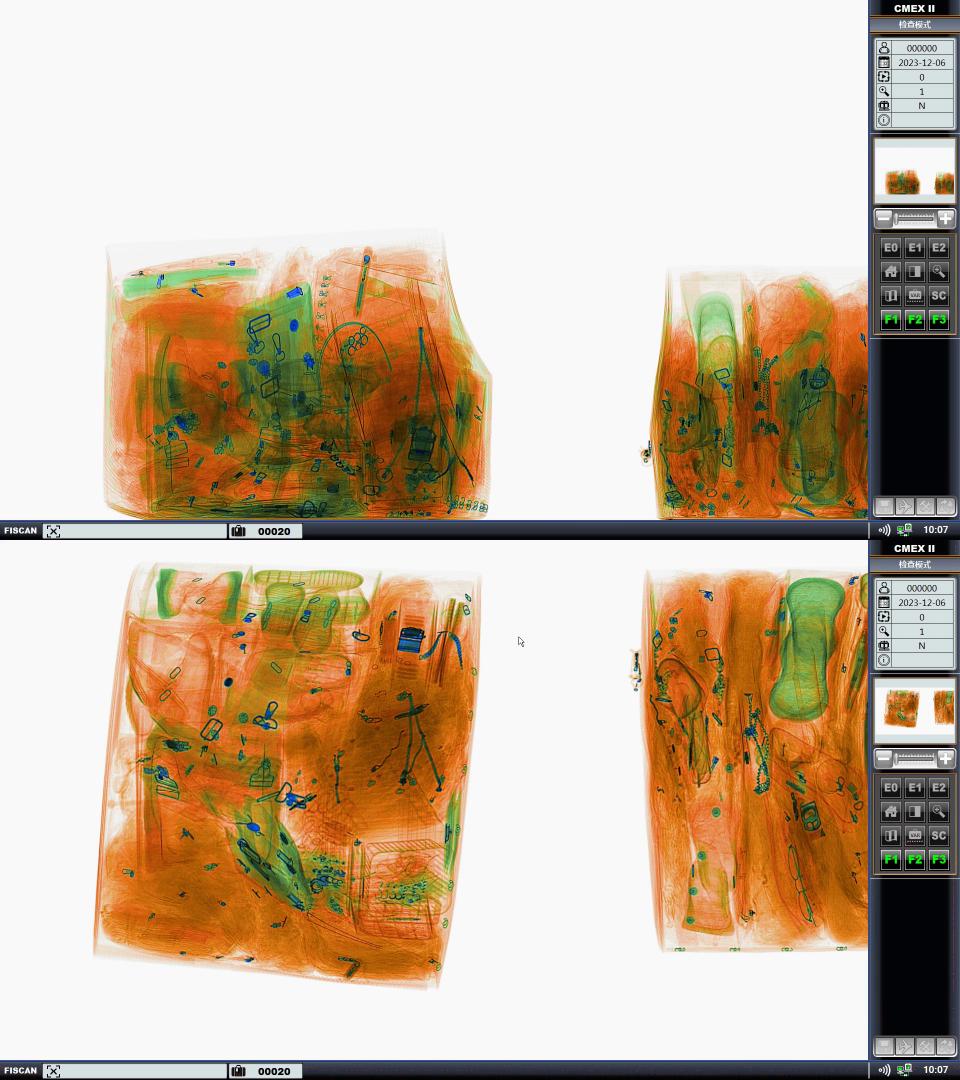 CMEX II
检查模式
000000
2023-12-06
0
1
N
E0 E1 E2
VAR SC
F1 F2 F3
FISCAN 00020 10:07
CMEX II
检查模式
000000
2023-12-06
0
1
N
E0 E1 E2
VAR SC
F1 F2 F3
FISCAN 00020 10:07